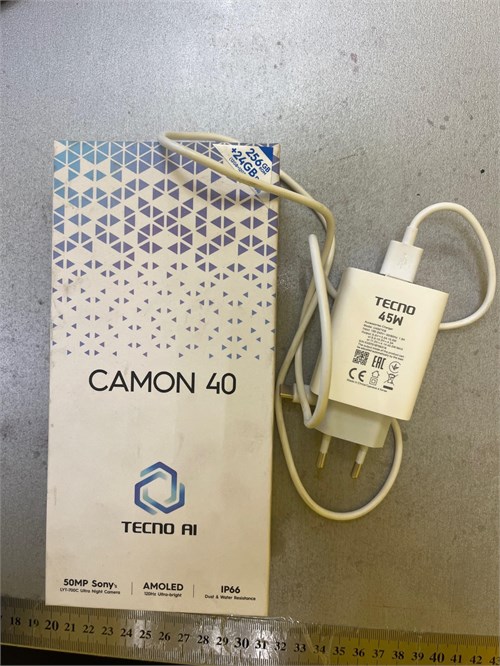 256GB
+24GB
CAMON 40
TECNO AI
50MP Sony's
LYT-700C Ultra Night Camera
AMOLED
120Hz Ultra-bright
IP66
Dust & Water Resistance
TECNO
45W
EAC
CE
18 19 20 21 22 23 24 25 26 27 28 29 30 31 32 33 34 35 36 37 38 39 40 41 42